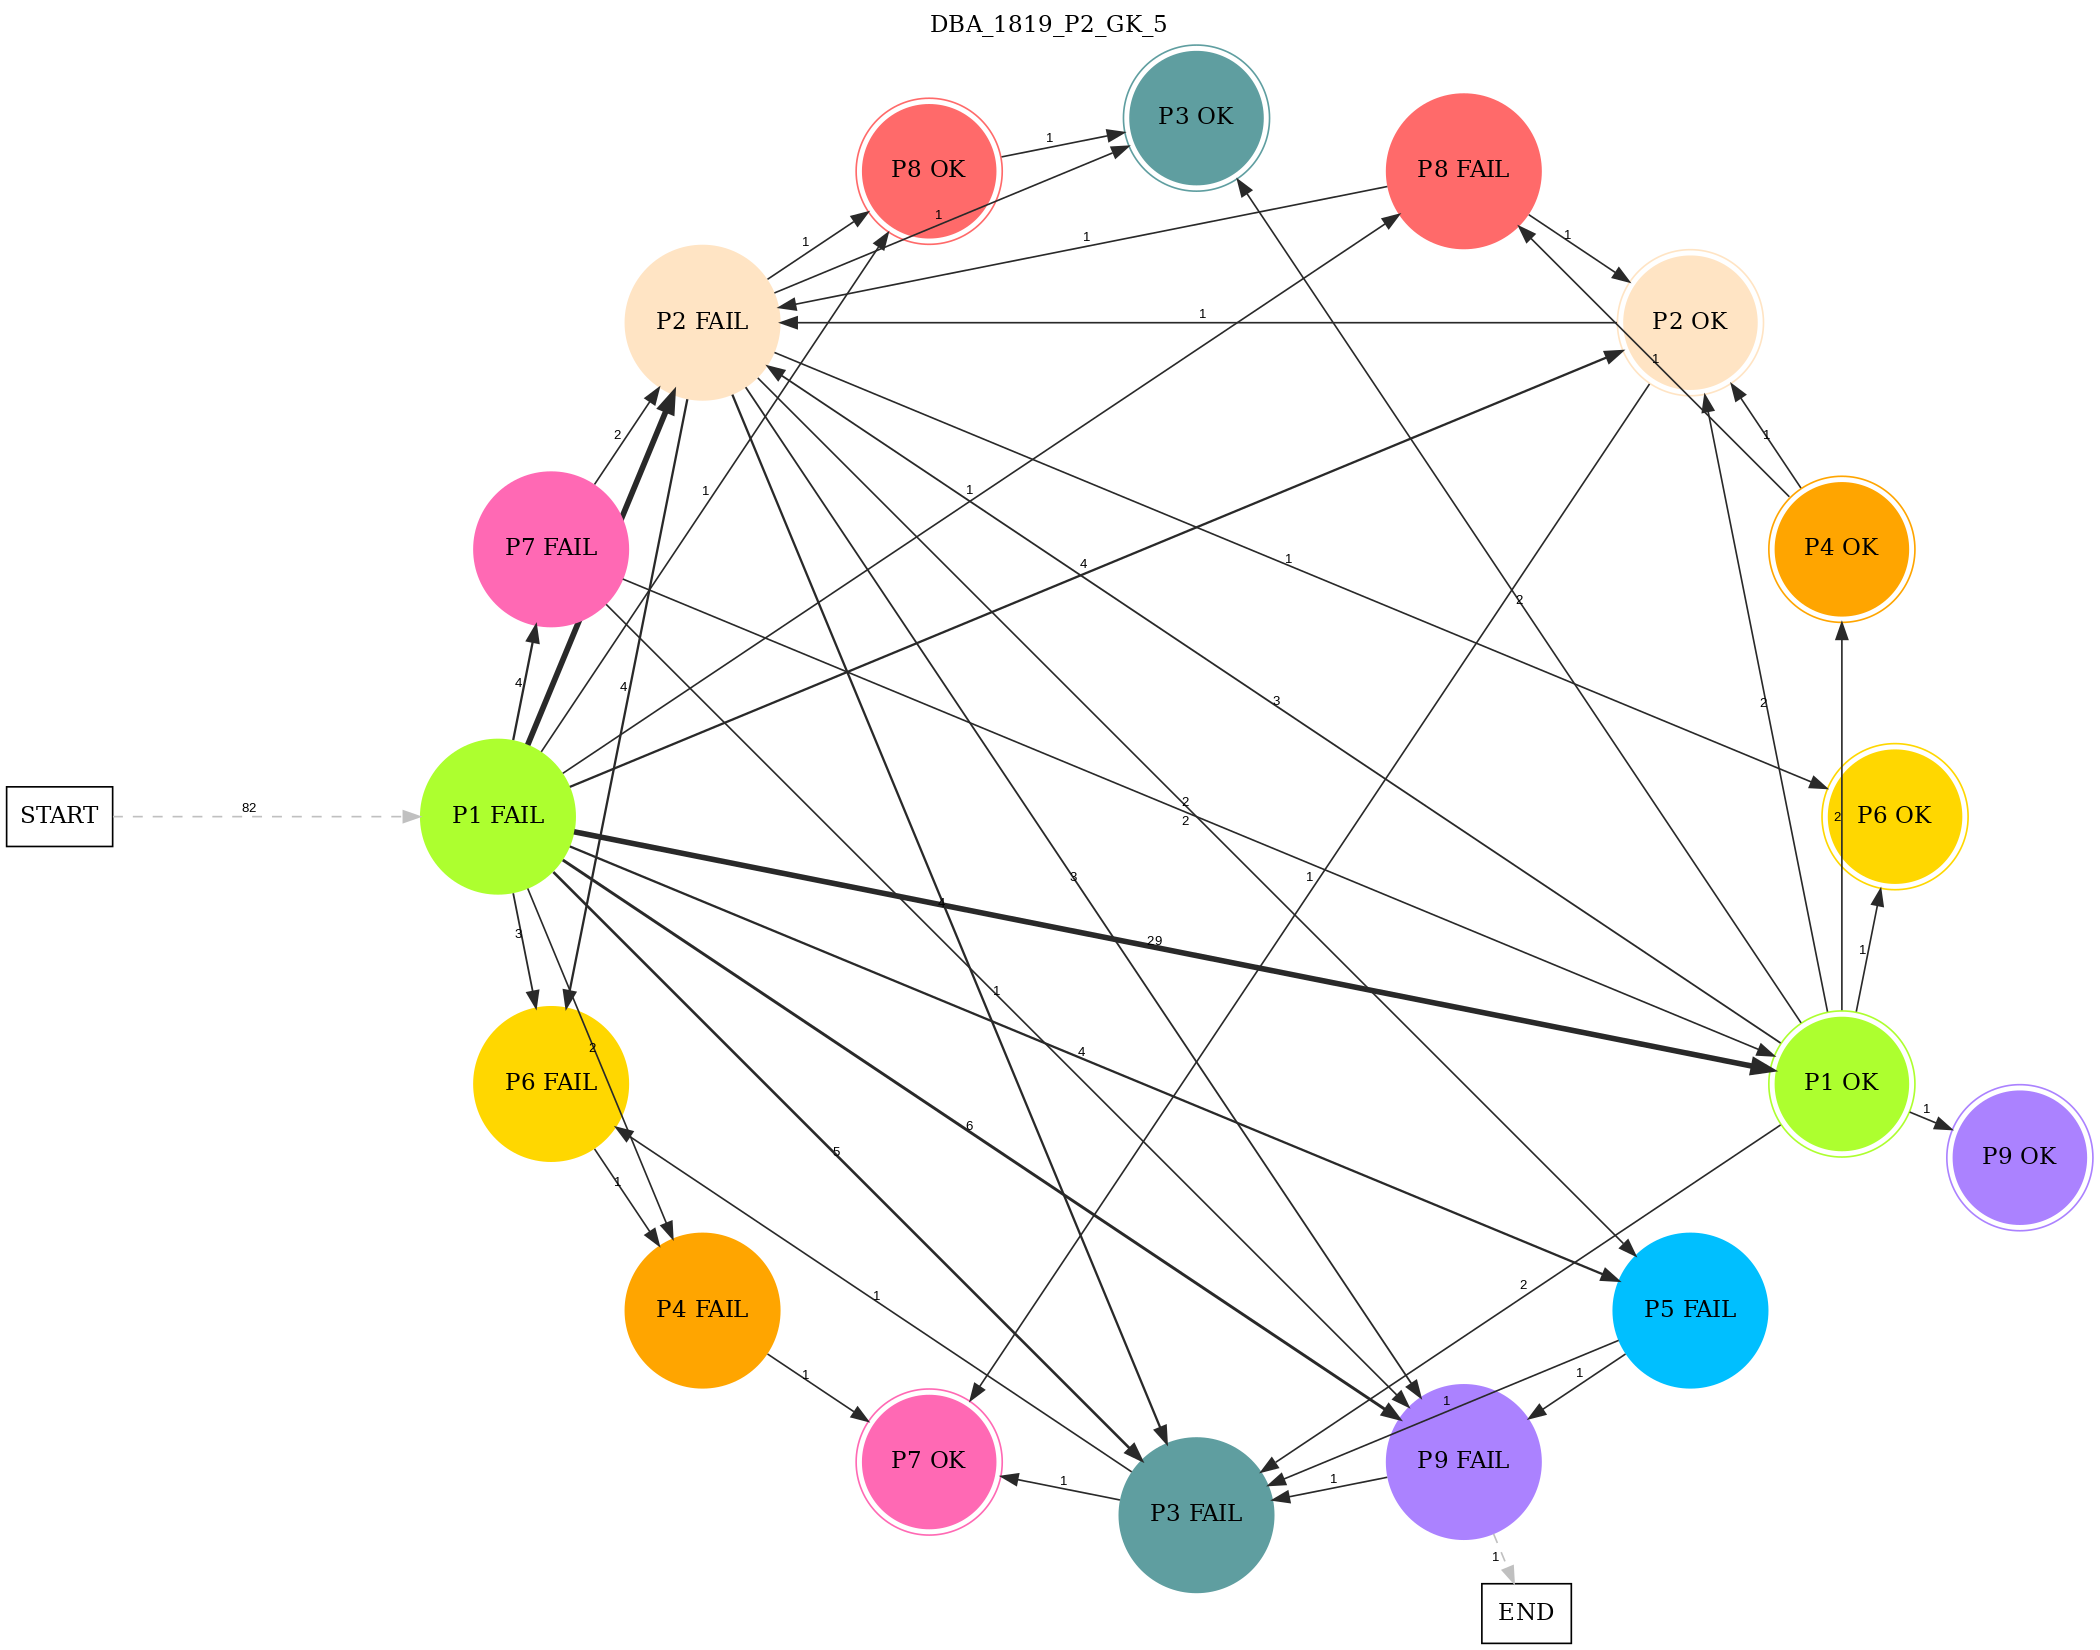 DBA_1819_P2_GK_5
P3 OK
P8 OK
P8 FAIL
1
1
1
1
1
1
P2 FAIL
P2 OK
1
1
2
1
1
1
P7 FAIL
P4 OK
4
1
2
4
3
2
2
2
START
82
P1 FAIL
2
P6 OK
2
1
3
4
3
29
1
1
2
4
6
P6 FAIL
P1 OK
1
P9 OK
5
1
2
1
P4 FAIL
P5 FAIL
1
1
1
P7 OK
1
1
P9 FAIL
P3 FAIL
1
END